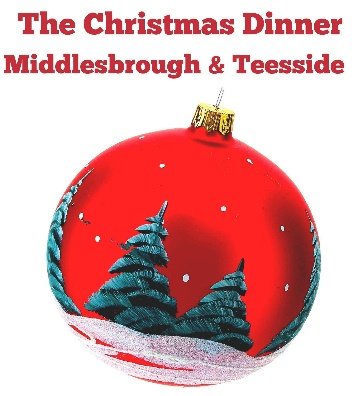 The Christmas Dinner
Middlesbrough & Teesside